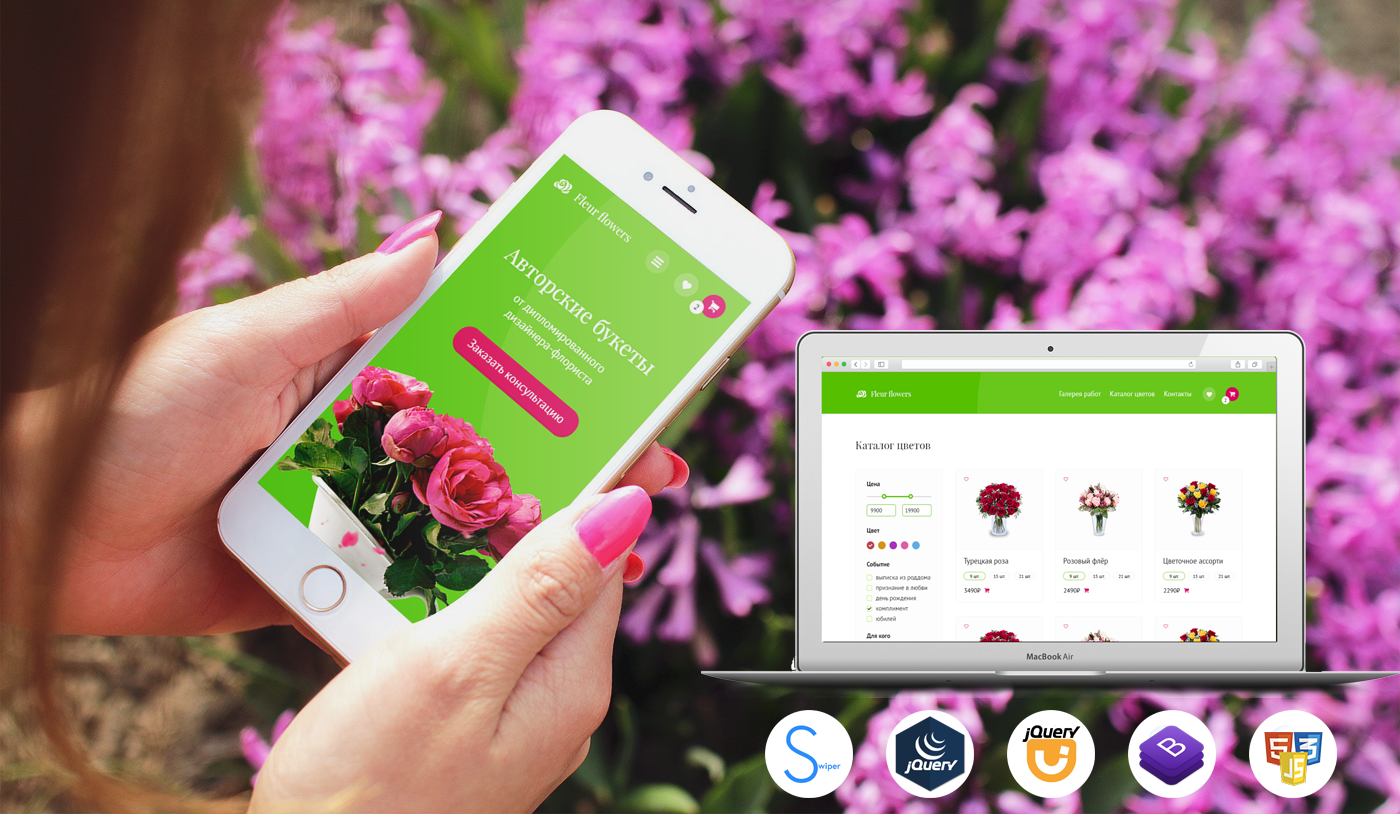 Fleur flowers
2
Авторские букеты
от дипломированного
дизайнера-флориста
Заказать консультацию
Fleur flowers
Галерея работ
Каталог цветов
Контакты
2
Каталог цветов
Цена
9900
19900
Цвет
Событие
выписка из роддома
признание в любви
день рождения
комплимент
юбилей
Для кого
Турецкая роза
9 шт
15 шт
21 шт
3490₽
Розовый флёр
9 шт
15 шт
21 шт
2490₽
Цветочное ассорти
9 шт
15 шт
21 шт
2290₽
MacBook Air
Swiper
jQuery
jQuery
UI
B
5
3
JS